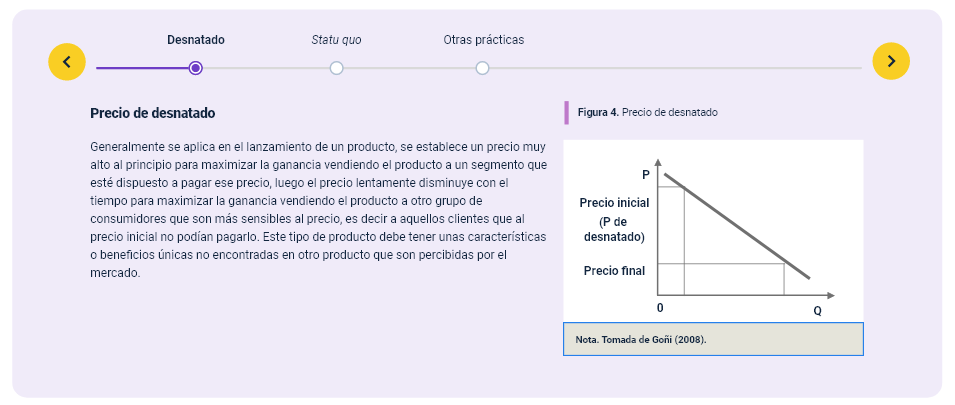 Desnatado
Statu quo
Otras prácticas
Precio de desnatado
Generalmente se aplica en el lanzamiento de un producto, se establece un precio muy
alto al principio para maximizar la ganancia vendiendo el producto a un segmento que
esté dispuesto a pagar ese precio, luego el precio lentamente disminuye con el
tiempo para maximizar la ganancia vendiendo el producto a otro grupo de
consumidores que son más sensibles al precio, es decir a aquellos clientes que al
precio inicial no podían pagarlo. Este tipo de producto debe tener unas características
o beneficios únicas no encontradas en otro producto que son percibidas por el
mercado.
Figura 4. Precio de desnatado
P
Precio inicial
(P de
desnatado)
Precio final
0
Q
Nota. Tomada de Goñi (2008).